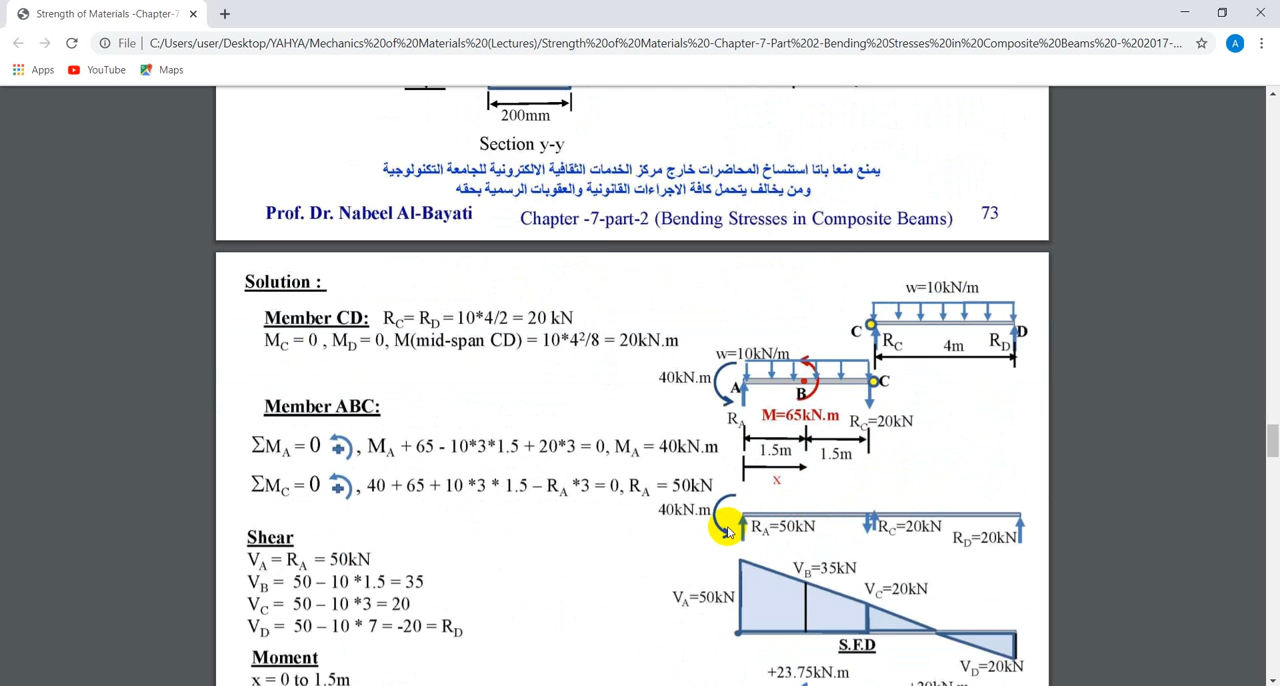 Strength of Materials -Chapter-7
File | C:/Users/user/Desktop/YAHYA/Mechanics%20of%20Materials%20(Lectures)/Strength%20of%20Materials%20-Chapter-7-Part%202-Bending%20Stresses%20in%20Composite%20Beams%20-%202017-...
A
Apps YouTube Maps
200mm
Section y-y
يمنع منعا باتا استنساخ المحاضرات خارج مركز الخدمات الثقافية الالكترونية للجامعة التكنولوجية
ومن يخالف يتحمل كافة الاجراءات القانونية والعقوبات الرسمية بحقه
Prof. Dr. Nabeel Al-Bayati Chapter -7-part-2 (Bending Stresses in Composite Beams) 73
Solution :
w=10kN/m
Member CD: RC= RD = 10*4/2 = 20 kN
MC = 0 , MD = 0, M(mid-span CD) = 10*4²/8 = 20kN.m
C D
RC 4m RD
w=10kN/m
40kN.m A B C
Member ABC:
RA M=65kN.m RC=20kN
ΣMA = 0 , MA + 65 - 10*3*1.5 + 20*3 = 0, MA = 40kN.m
1.5m 1.5m
x
ΣMC = 0 , 40 + 65 + 10 *3 * 1.5 – RA *3 = 0, RA = 50kN
40kN.m
RA=50kN RC=20kN RD=20kN
Shear
VA = RA = 50kN
VB = 50 – 10 *1.5 = 35
VC = 50 – 10 *3 = 20
VD = 50 – 10 * 7 = -20 = RD
VB=35kN
VC=20kN
VA=50kN
S.F.D
VD=20kN
Moment
x = 0 to 1.5m
+23.75kN.m
+20kN.m